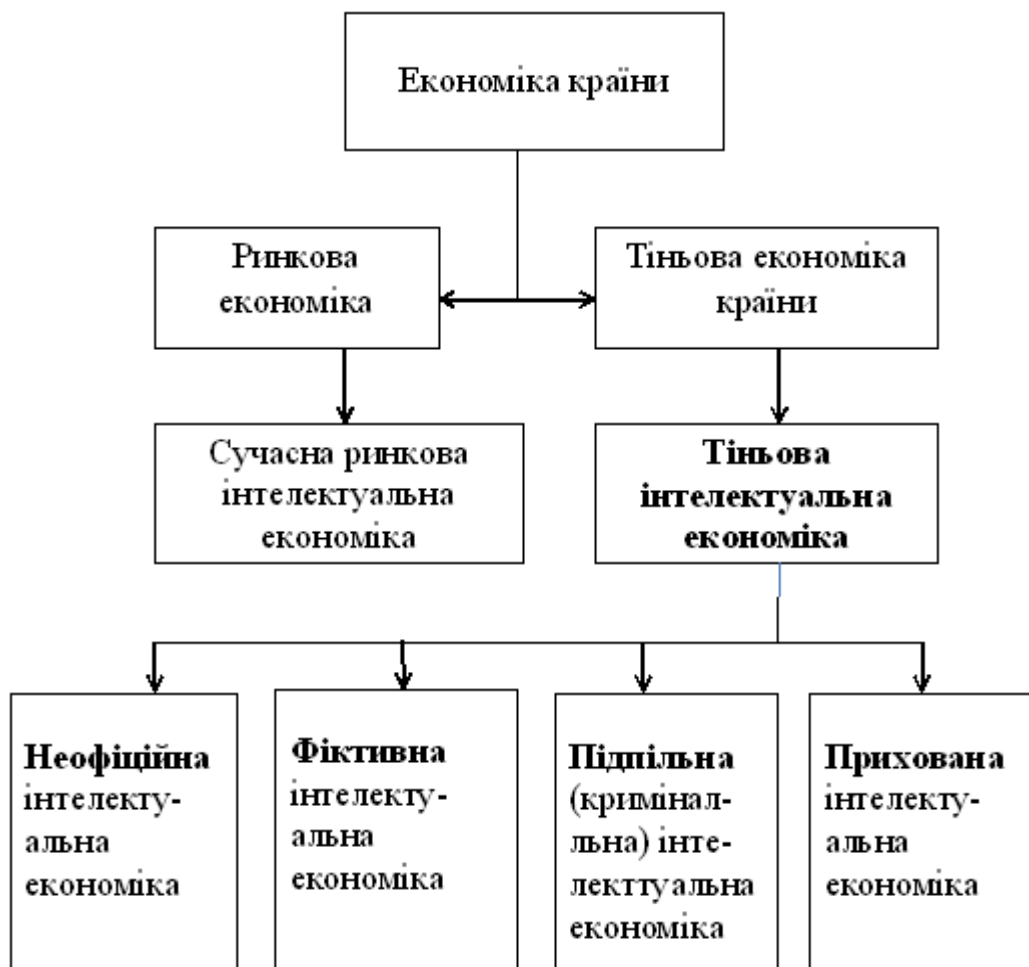 Економіка країни
Ринкова
економіка
Тіньова економіка
країни
Сучасна ринкова
інтелектуальна
економіка
Тіньова
інтелектуальна
економіка
Неофіційна
інтелекту-
альна
економіка
Фіктивна
інтелекту-
альна
економіка
Підпільна
(кримінал-
льна) інте-
лекттуальна
економіка
Прихована
інтелекту-
альна
економіка